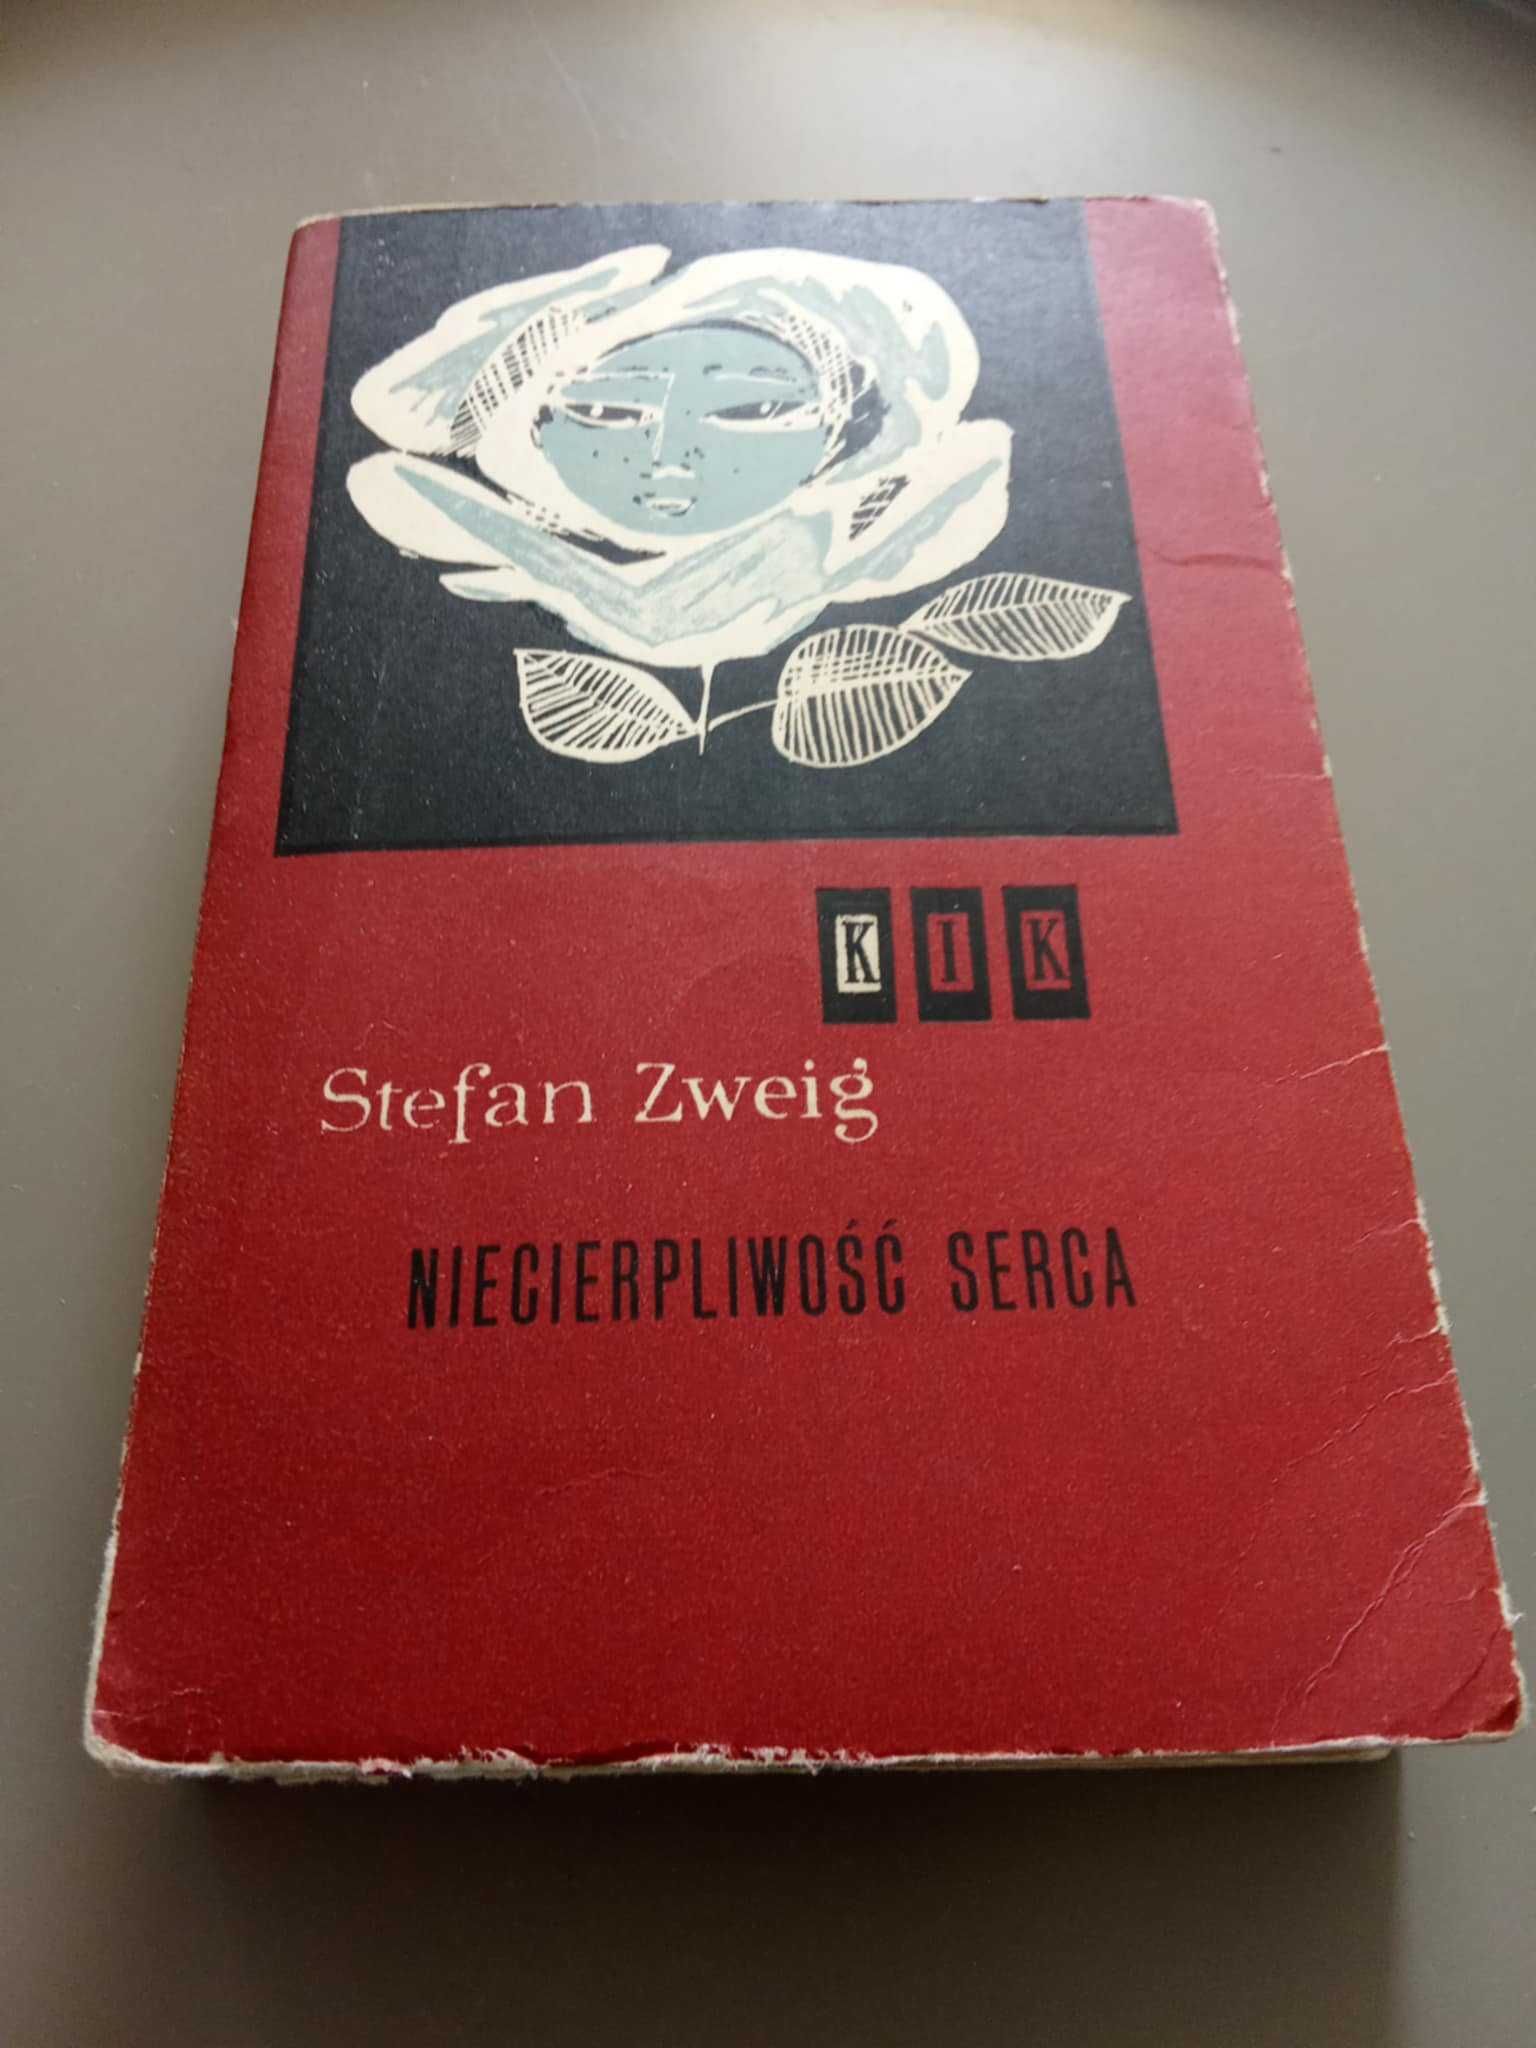 KIK
Stefan Zweig
NIECIERPLIWOŚĆ SERCA